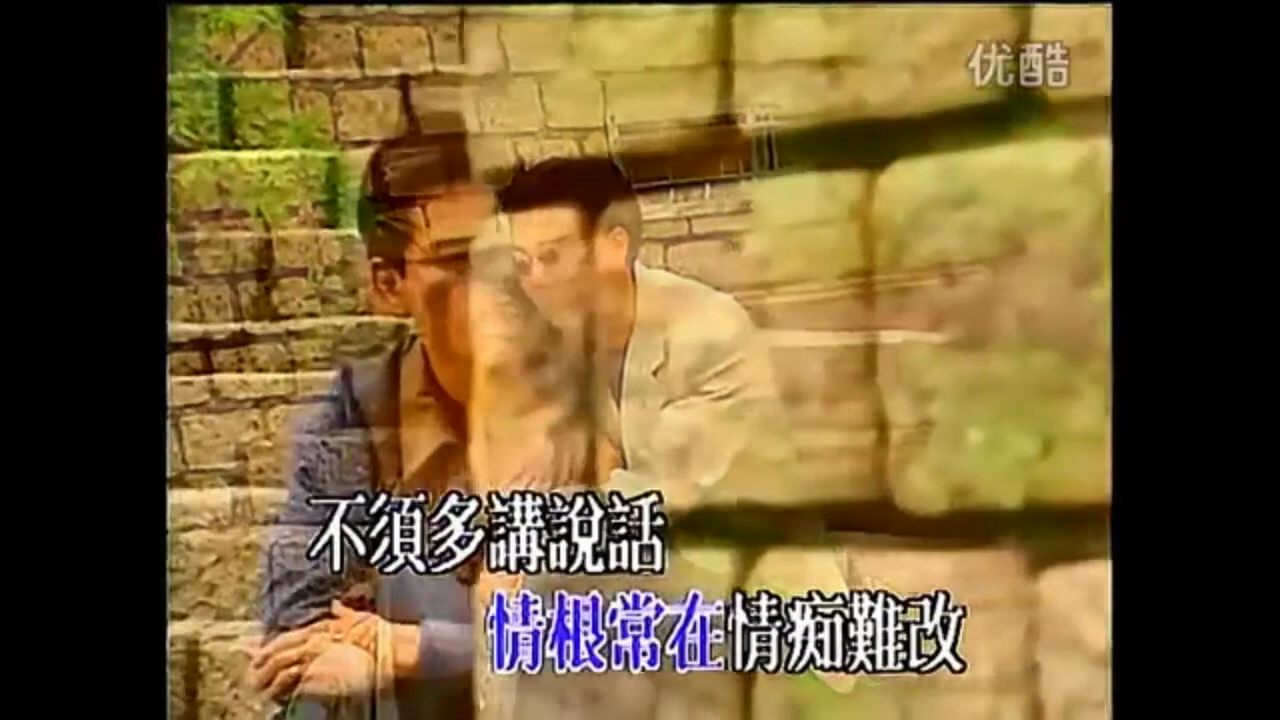 优酷
不須多講說話
情根常在情痴難改